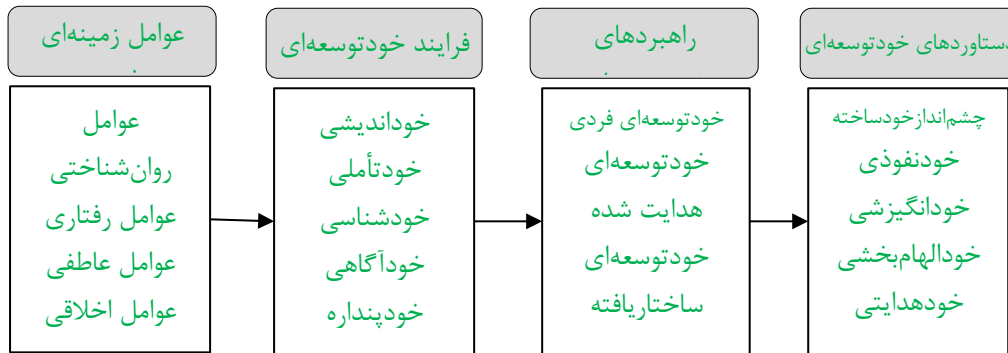 عوامل زمینه‌ای
عوامل
روان‌شناختی
عوامل رفتاری
عوامل عاطفی
عوامل اخلاقی
فرایند خودتوسعه‌ای
خوداندیشی
خودتأملی
خودشناسی
خودآگاهی
خودپنداره
راهبردهای
خودتوسعه‌ای فردی
خودتوسعه‌ای
هدایت شده
خودتوسعه‌ای
ساختاریافته
دستاوردهای خودتوسعه‌ای
چشم‌اندازخودساخته
خودنفوذی
خودانگیزشی
خودالهام‌بخشی
خودهدایتی